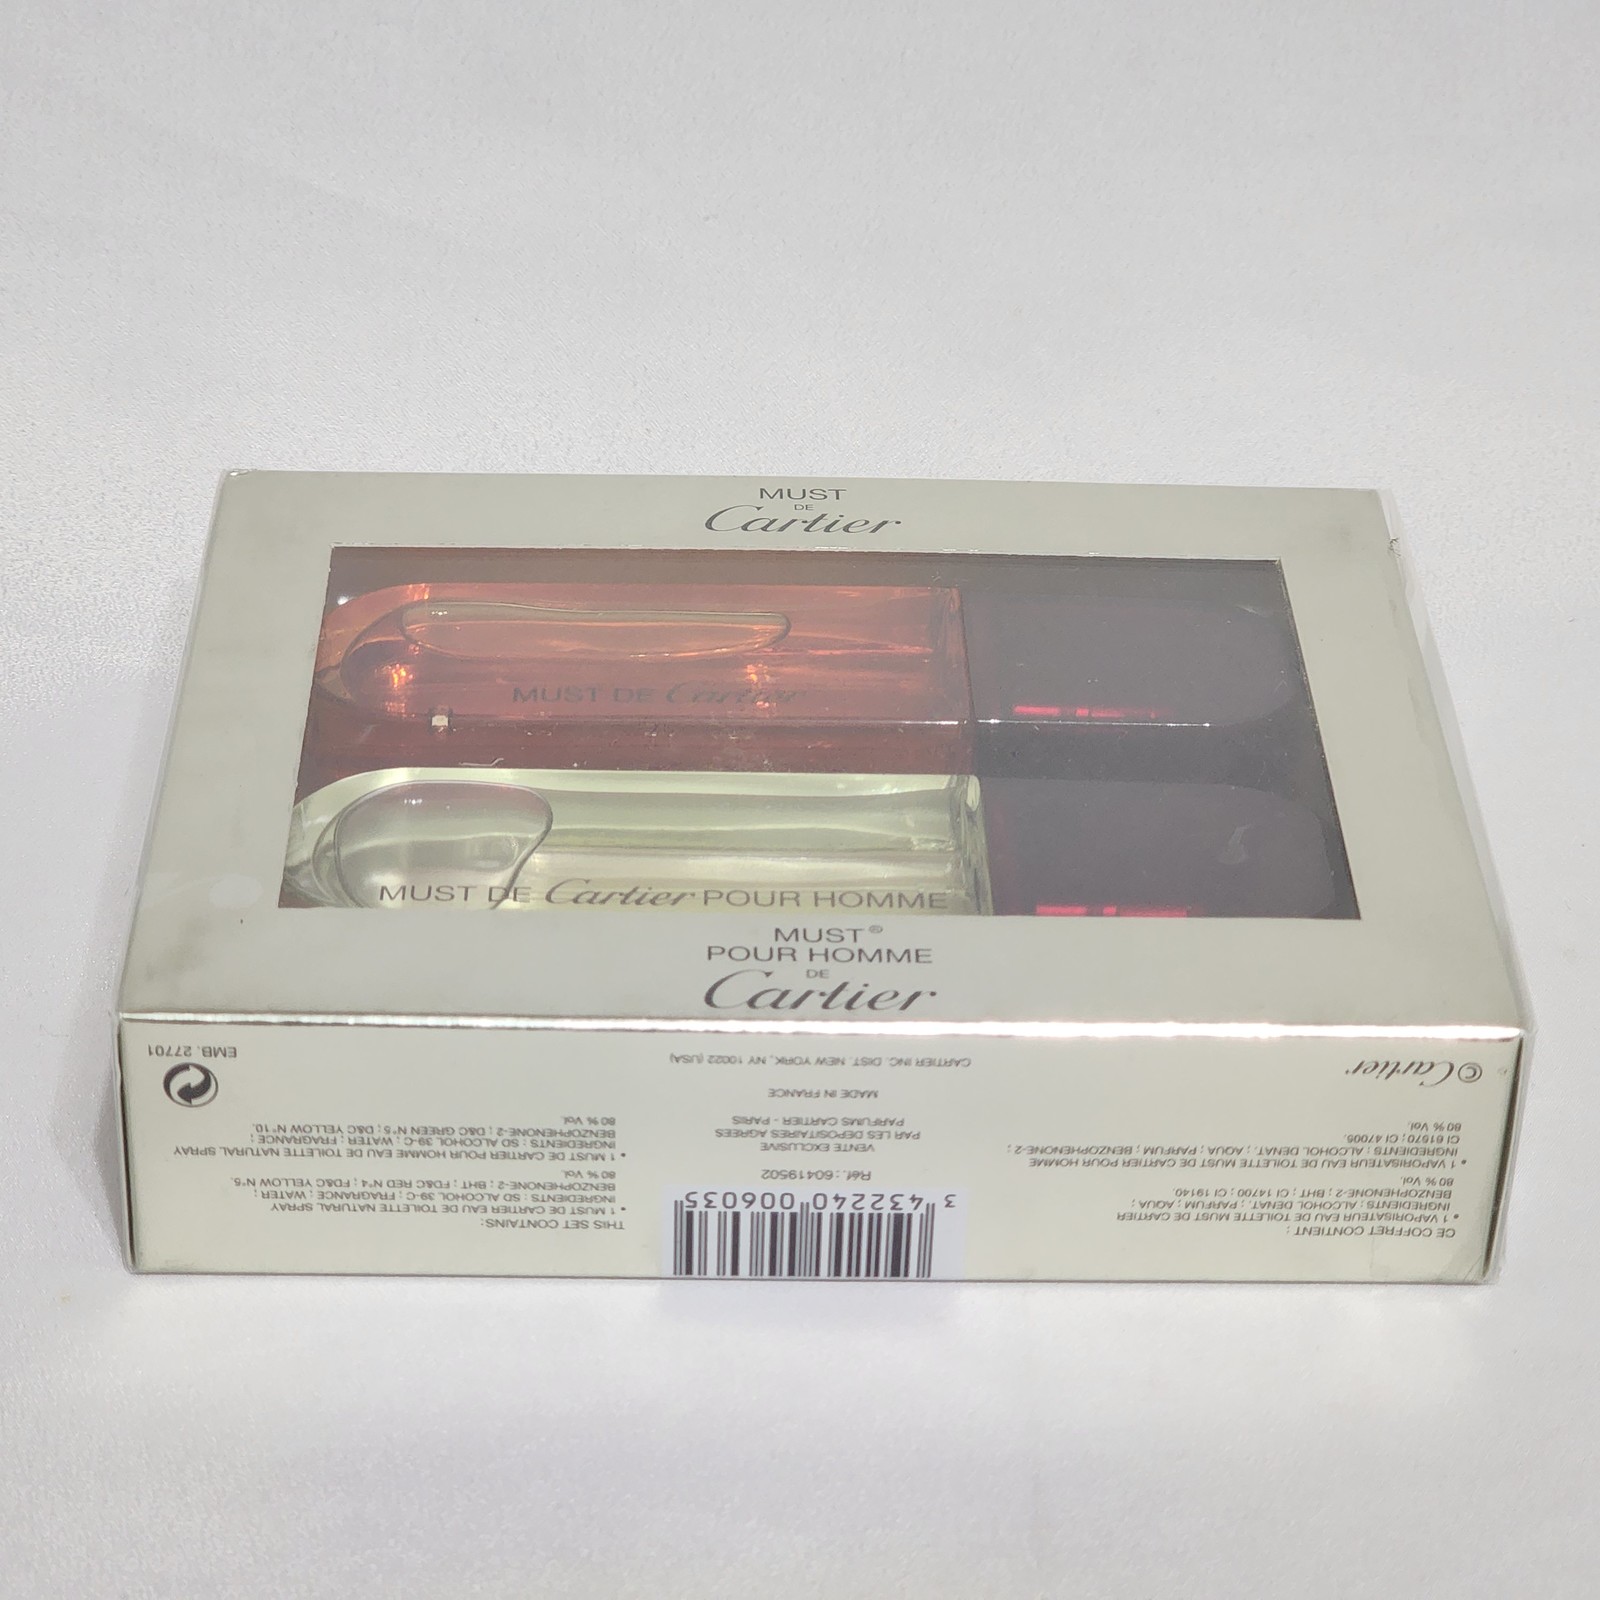 MUST
DE
Cartier
MUST DE Cartier
MUST DE Cartier POUR HOMME
MUST®
POUR HOMME
DE
Cartier
CE COFFRET CONTIENT :
• 1 VAPORISATEUR EAU DE TOILETTE MUST DE CARTIER
INGREDIENTS : ALCOHOL DENAT. ; PARFUM ; AQUA ;
BENZOPHENONE-2 ; BHT ; CI 14700 ; CI 19140.
80 % Vol.
• 1 VAPORISATEUR EAU DE TOILETTE MUST DE CARTIER POUR HOMME
INGREDIENTS : ALCOHOL DENAT. ; AQUA ; PARFUM ; BENZOPHENONE-2 ;
CI 61570 ; CI 47005.
80 % Vol.
©Cartier
3 432240 006035
Réf. : 60419502
VENTE EXCLUSIVE
PAR LES DEPOSITAIRES AGREES
PARFUMS CARTIER - PARIS
MADE IN FRANCE
CARTIER INC. DIST. NEW YORK, NY 10022 (USA)
THIS SET CONTAINS:
• 1 MUST DE CARTIER EAU DE TOILETTE NATURAL SPRAY
INGREDIENTS : SD ALCOHOL 39-C ; FRAGRANCE ; WATER ;
BENZOPHENONE-2 ; BHT ; FD&C RED N°4 ; FD&C YELLOW N°5.
80 % Vol.
• 1 MUST DE CARTIER POUR HOMME EAU DE TOILETTE NATURAL SPRAY
INGREDIENTS : SD ALCOHOL 39-C ; WATER ; FRAGRANCE ;
BENZOPHENONE-2 ; D&C GREEN N°5 ; D&C YELLOW N°10.
80 % Vol.
EMB. 27701